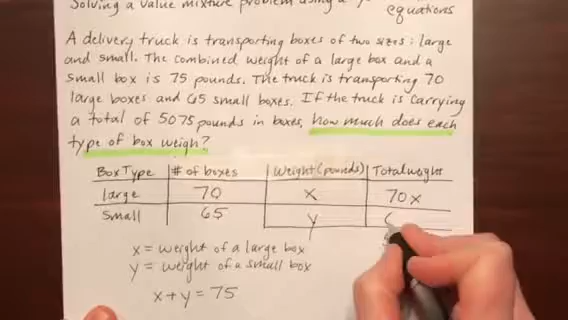 Solving a value mixture problem using a
equations
A delivery truck is transporting boxes of two sizes: large
and small. The combined weight of a large box and a
small box is 75 pounds. The truck is transporting 70
large boxes and 65 small boxes. If the truck is carrying
a total of 5075 pounds in boxes, how much does each
type of box weigh?
Box Type # of boxes Weight (pounds) Total weight
large 70 x 70x
small 65 y
x = weight of a large box
y = weight of a small box
x + y = 75